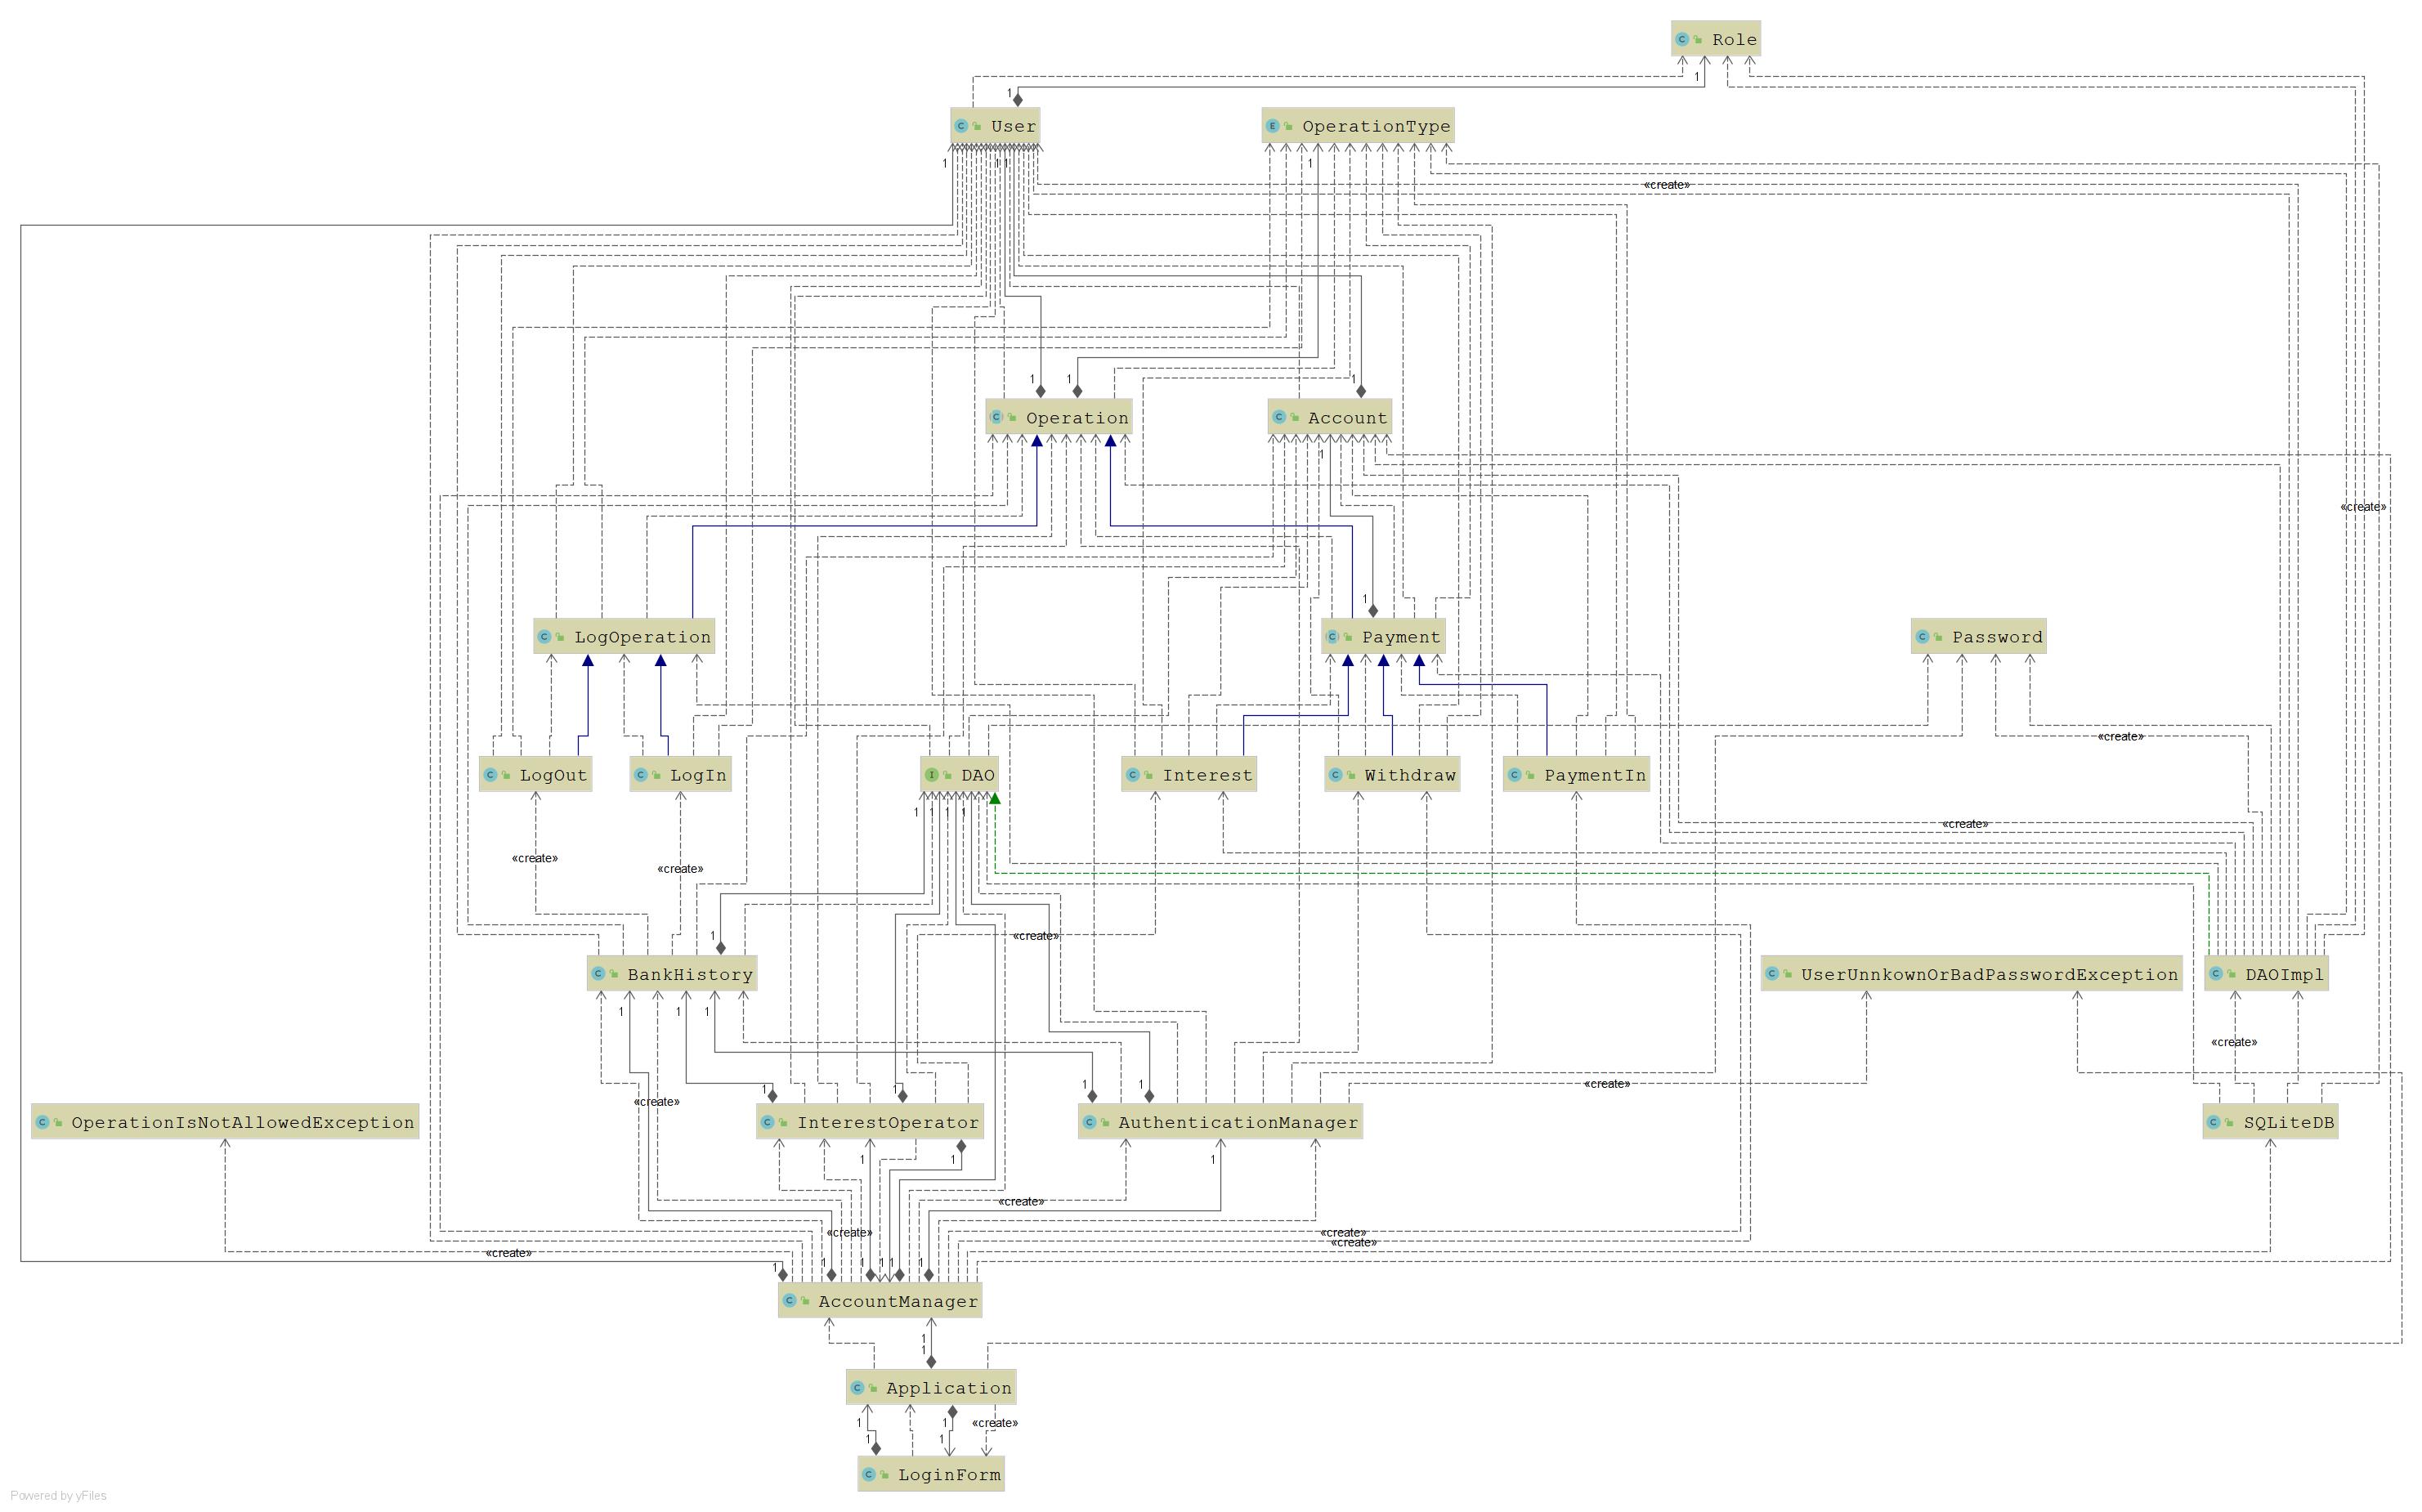 Role
1
1
User
OperationType
1
1
1
1
«create»
1
1
1
Operation
Account
1
«create»
1
LogOperation
Payment
Password
«create»
LogOut
LogIn
DAO
Interest
Withdraw
PaymentIn
1
1
1
1
«create»
«create»
«create»
1
«create»
BankHistory
UserUnnkownOrBadPasswordException
DAOImpl
1
1
1
«create»
1
1
1
1
«create»
«create»
OperationIsNotAllowedException
InterestOperator
AuthenticationManager
SQLiteDB
1
1
1
«create»
«create»
«create»
«create»
«create»
1
1
1
1
1
AccountManager
1
1
Application
1
1
«create»
1
1
LoginForm
Powered by yFiles